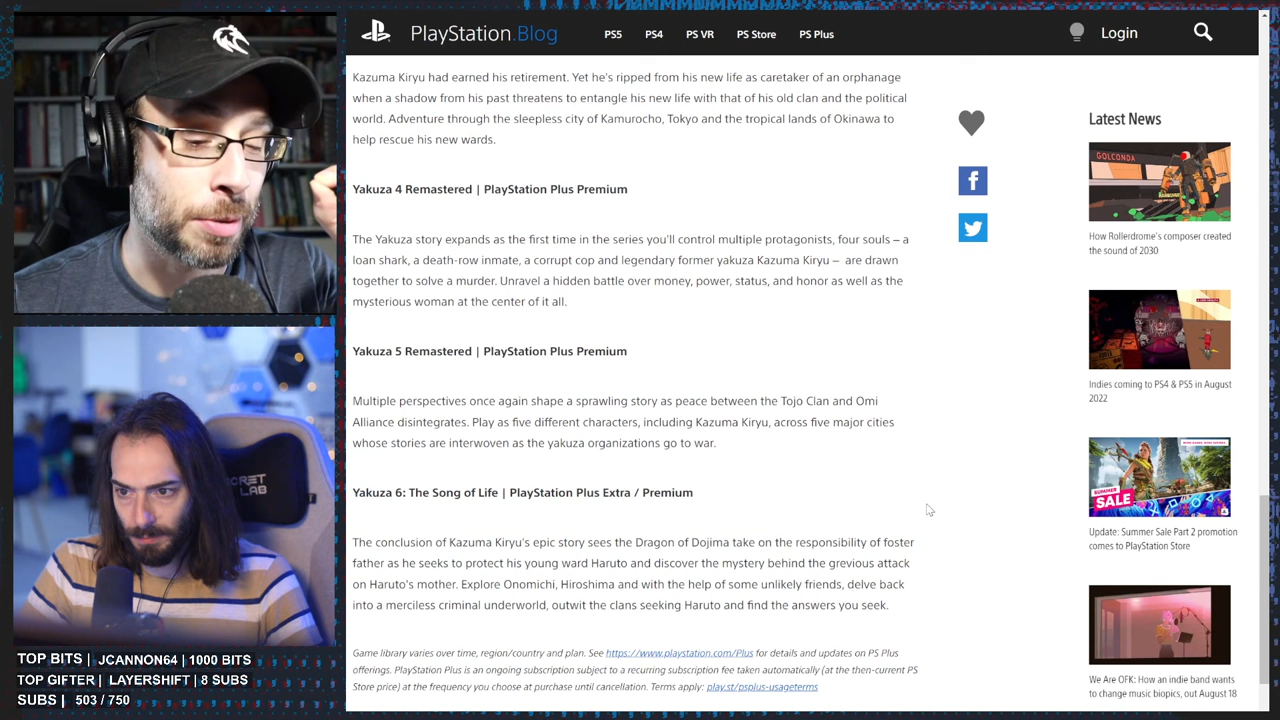 PlayStation.Blog
PS5 PS4 PS VR PS Store PS Plus
Login
Kazuma Kiryu had earned his retirement. Yet he's ripped from his new life as caretaker of an orphanage
when a shadow from his past threatens to entangle his new life with that of his old clan and the political
world. Adventure through the sleepless city of Kamurocho, Tokyo and the tropical lands of Okinawa to
help rescue his new wards.
Yakuza 4 Remastered | PlayStation Plus Premium
The Yakuza story expands as the first time in the series you'll control multiple protagonists, four souls – a
loan shark, a death-row inmate, a corrupt cop and legendary former yakuza Kazuma Kiryu – are drawn
together to solve a murder. Unravel a hidden battle over money, power, status, and honor as well as the
mysterious woman at the center of it all.
Yakuza 5 Remastered | PlayStation Plus Premium
Multiple perspectives once again shape a sprawling story as peace between the Tojo Clan and Omi
Alliance disintegrates. Play as five different characters, including Kazuma Kiryu, across five major cities
whose stories are interwoven as the yakuza organizations go to war.
Yakuza 6: The Song of Life | PlayStation Plus Extra / Premium
The conclusion of Kazuma Kiryu's epic story sees the Dragon of Dojima take on the responsibility of foster
father as he seeks to protect his young ward Haruto and discover the mystery behind the grevious attack
on Haruto's mother. Explore Onomichi, Hiroshima and with the help of some unlikely friends, delve back
into a merciless criminal underworld, outwit the clans seeking Haruto and find the answers you seek.
Game library varies over time, region/country and plan. See https://www.playstation.com/Plus for details and updates on PS Plus
offerings. PlayStation Plus is an ongoing subscription subject to a recurring subscription fee taken automatically (at the then-current PS
Store price) at the frequency you choose at purchase until cancellation. Terms apply: play.st/psplus-usageterms
Latest News
GOLCONDA
How Rollerdrome's composer created
the sound of 2030
Indies coming to PS4 & PS5 in August
2022
SUMMER
SALE
Update: Summer Sale Part 2 promotion
comes to PlayStation Store
We Are OFK: How an indie band wants
to change music biopics, out August 18
SECRET
LAB
TOP BITS | JCANNON64 | 1000 BITS
TOP GIFTER | LAYERSHIFT | 8 SUBS
SUBS | 503 / 750